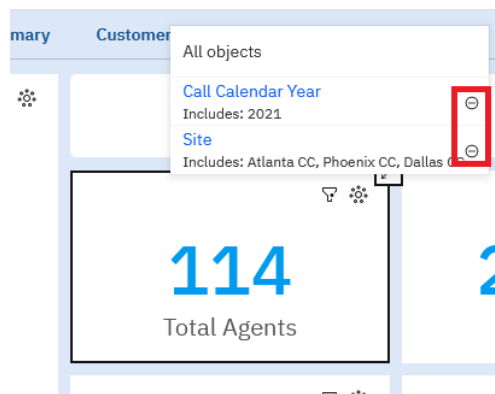 mary
Customer
All objects
Call Calendar Year
Includes: 2021
Site
Includes: Atlanta CC, Phoenix CC, Dallas
114
Total Agents